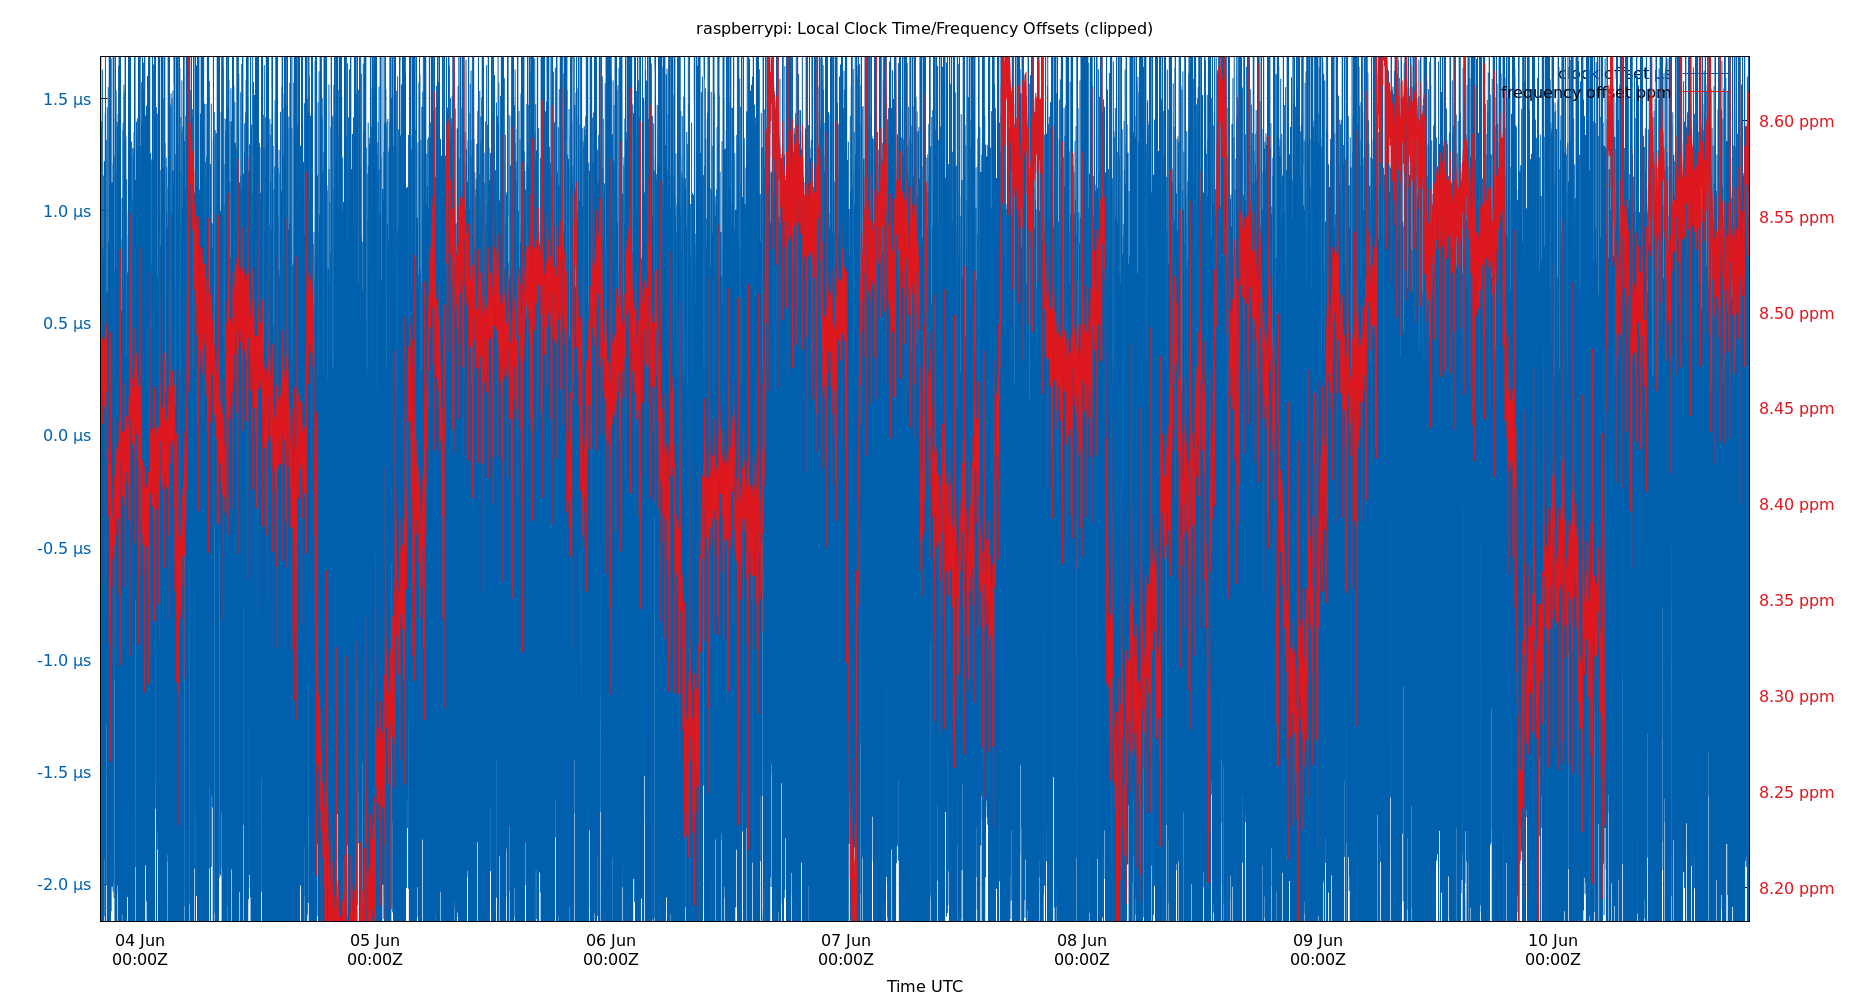 raspberrypi: Local Clock Time/Frequency Offsets (clipped)
clock offset µs
frequency offset ppm
1.5 µs
1.0 µs
0.5 µs
0.0 µs
-0.5 µs
-1.0 µs
-1.5 µs
-2.0 µs
8.60 ppm
8.55 ppm
8.50 ppm
8.45 ppm
8.40 ppm
8.35 ppm
8.30 ppm
8.25 ppm
8.20 ppm
04 Jun 05 Jun 06 Jun 07 Jun 08 Jun 09 Jun 10 Jun
00:00Z 00:00Z 00:00Z 00:00Z 00:00Z 00:00Z 00:00Z
Time UTC